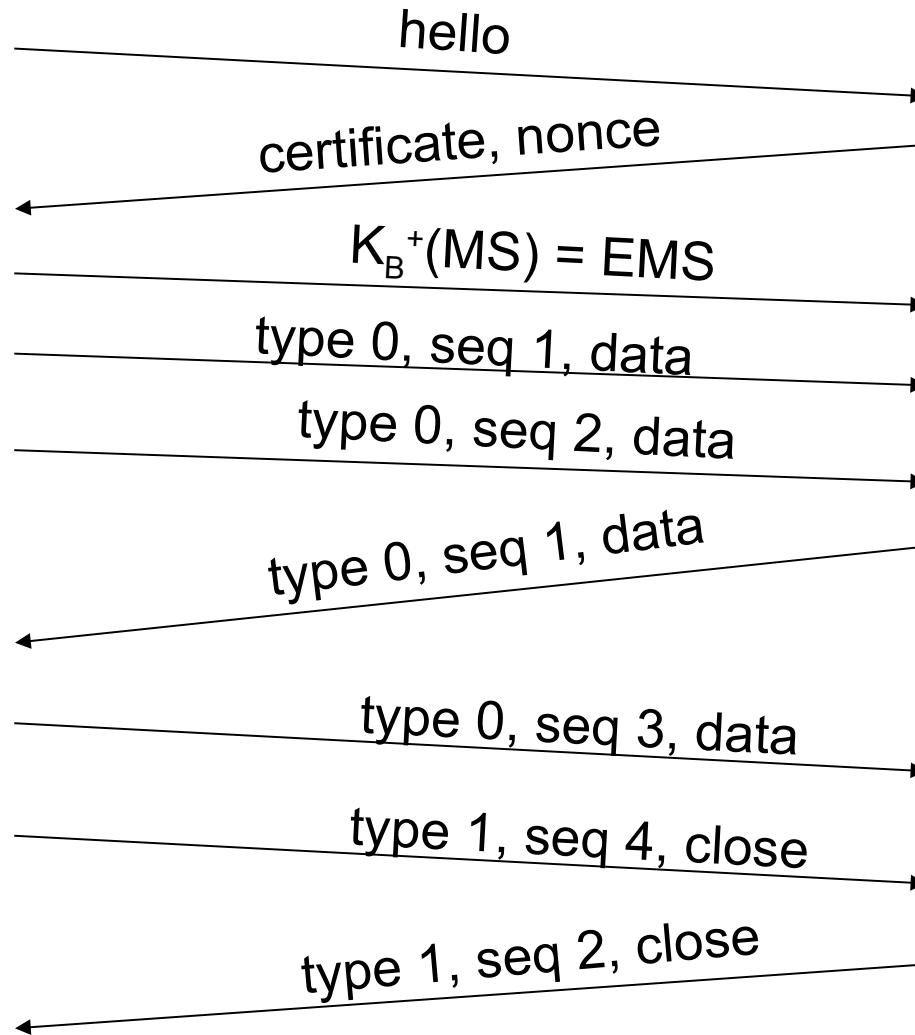 hello
certificate, nonce
K_B^+(MS) = EMS
type 0, seq 1, data
type 0, seq 2, data
type 0, seq 1, data
type 0, seq 3, data
type 1, seq 4, close
type 1, seq 2, close